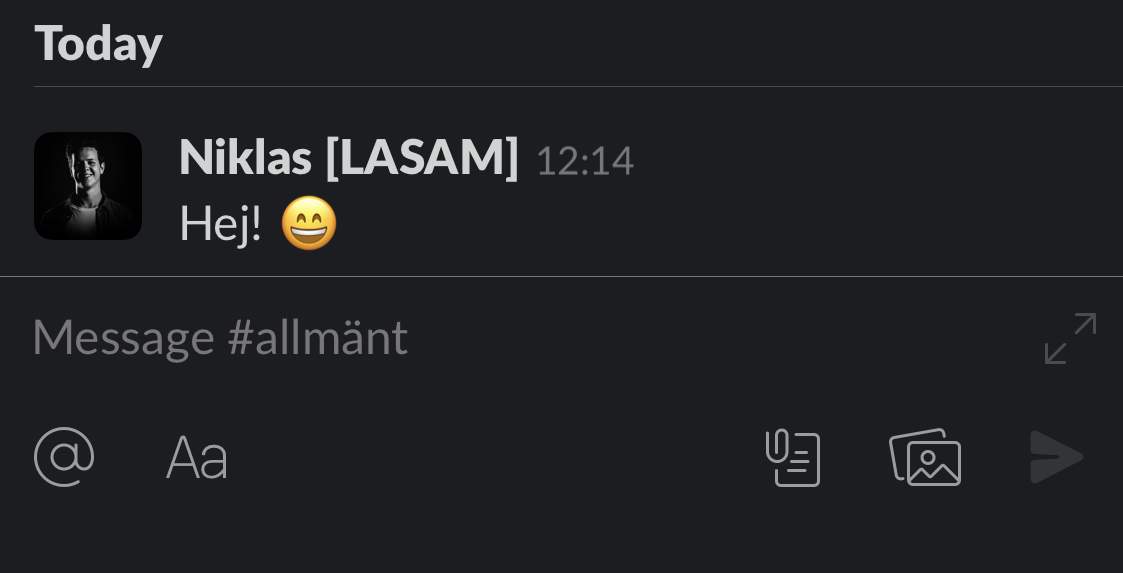 Today
Niklas [LASAM] 12:14
Hej! 😄
Message #allmänt
@ Aa